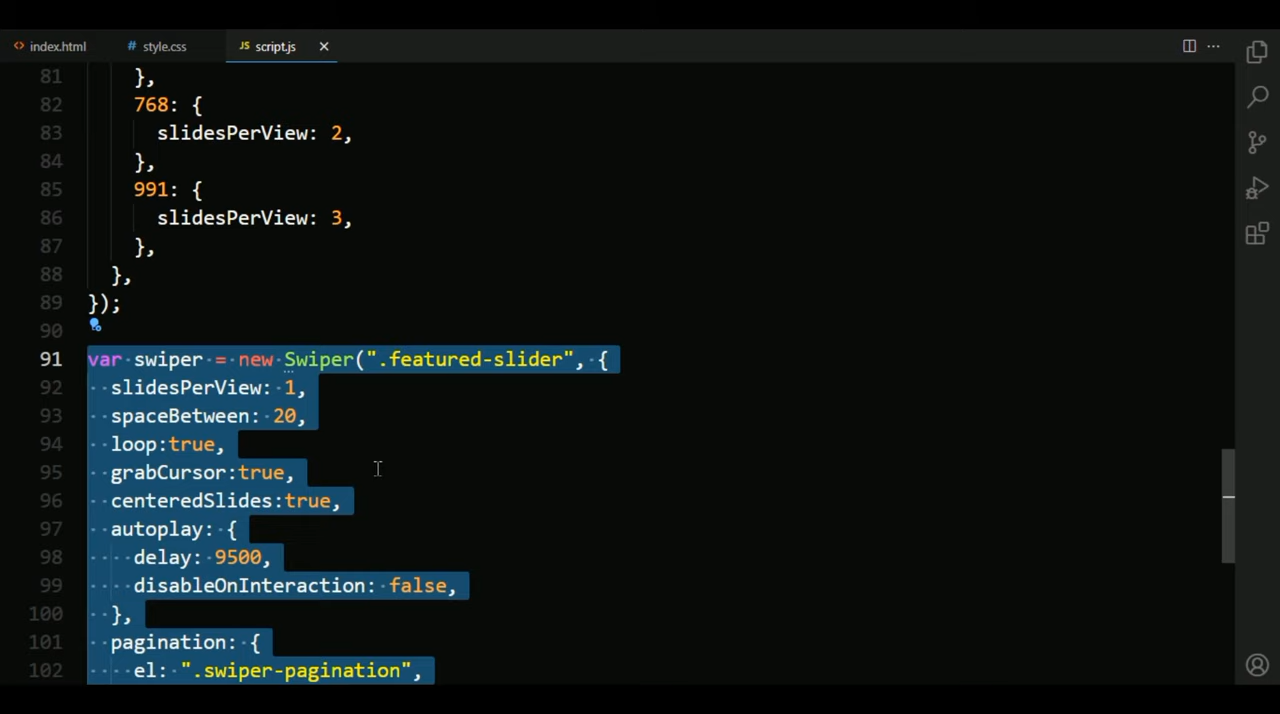 index.html # style.css JS script.js
81 },
82 768: {
83 slidesPerView: 2,
84 },
85 991: {
86 slidesPerView: 3,
87 },
88 },
89 });
90
91 var swiper = new Swiper(".featured-slider", {
92 slidesPerView: 1,
93 spaceBetween: 20,
94 loop:true,
95 grabCursor:true,
96 centeredSlides:true,
97 autoplay: {
98 delay: 9500,
99 disableOnInteraction: false,
100 },
101 pagination: {
102 el: ".swiper-pagination",